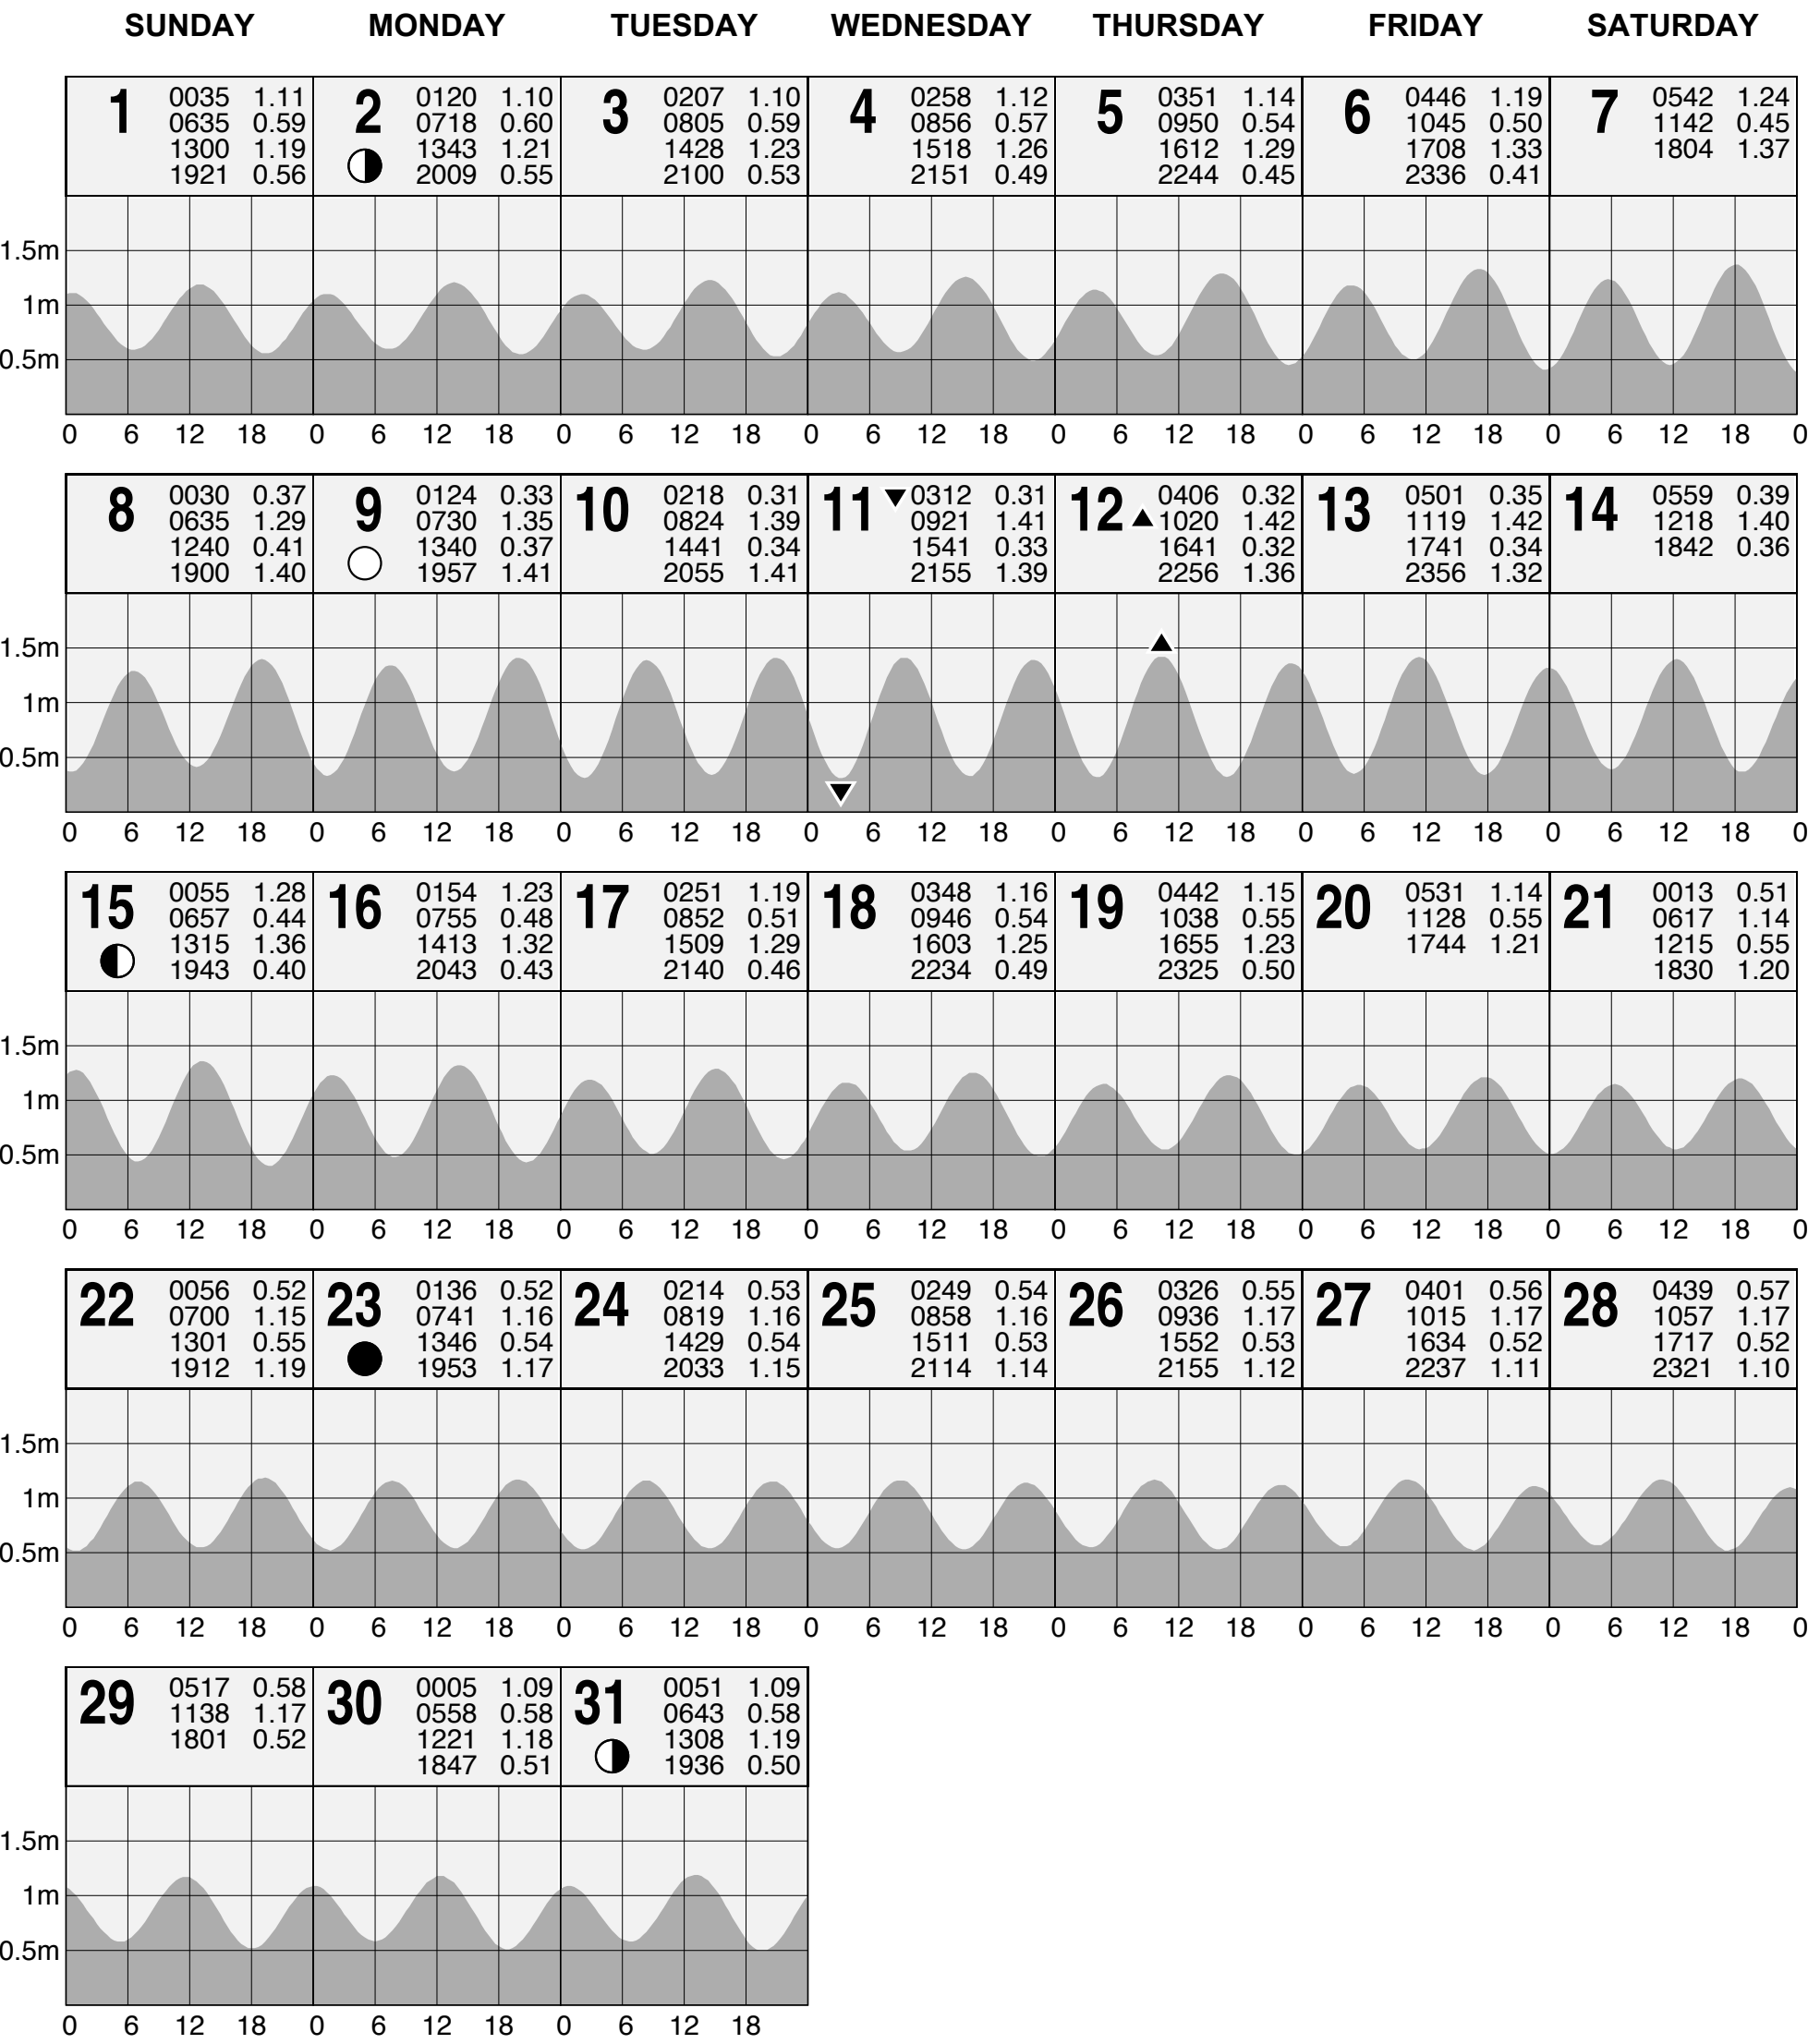 SUNDAY MONDAY TUESDAY WEDNESDAY THURSDAY FRIDAY SATURDAY
1 0035 1.11 2 0120 1.10 3 0207 1.10 4 0258 1.12 5 0351 1.14 6 0446 1.19 7 0542 1.24
0635 0.59 0718 0.60 0805 0.59 0856 0.57 0950 0.54 1045 0.50 1142 0.45
1300 1.19 1343 1.21 1428 1.23 1518 1.26 1612 1.29 1708 1.33 1804 1.37
1921 0.56 2009 0.55 2100 0.53 2151 0.49 2244 0.45 2336 0.41
1.5m
1m
0.5m
0 6 12 18 0 6 12 18 0 6 12 18 0 6 12 18 0 6 12 18 0 6 12 18 0 6 12 18 0
8 0030 0.37 9 0124 0.33 10 0218 0.31 11 ▼ 0312 0.31 12 0406 0.32 13 0501 0.35 14 0559 0.39
0635 1.29 0730 1.35 0824 1.39 0921 1.41 ▲ 1020 1.42 1119 1.42 1218 1.40
1240 0.41 1340 0.37 1441 0.34 1541 0.33 1641 0.32 1741 0.34 1842 0.36
1900 1.40 1957 1.41 2055 1.41 2155 1.39 2256 1.36 2356 1.32
1.5m
1m
0.5m
0 6 12 18 0 6 12 18 0 6 12 18 0 6 12 18 0 6 12 18 0 6 12 18 0 6 12 18 0
15 0055 1.28 16 0154 1.23 17 0251 1.19 18 0348 1.16 19 0442 1.15 20 0531 1.14 21 0013 0.51
0657 0.44 0755 0.48 0852 0.51 0946 0.54 1038 0.55 1128 0.55 0617 1.14
1315 1.36 1413 1.32 1509 1.29 1603 1.25 1655 1.23 1744 1.21 1215 0.55
1943 0.40 2043 0.43 2140 0.46 2234 0.49 2325 0.50 1830 1.20
1.5m
1m
0.5m
0 6 12 18 0 6 12 18 0 6 12 18 0 6 12 18 0 6 12 18 0 6 12 18 0 6 12 18 0
22 0056 0.52 23 0136 0.52 24 0214 0.53 25 0249 0.54 26 0326 0.55 27 0401 0.56 28 0439 0.57
0700 1.15 0741 1.16 0819 1.16 0858 1.16 0936 1.17 1015 1.17 1057 1.17
1301 0.55 1346 0.54 1429 0.54 1511 0.53 1552 0.53 1634 0.52 1717 0.52
1912 1.19 1953 1.17 2033 1.15 2114 1.14 2155 1.12 2237 1.11 2321 1.10
1.5m
1m
0.5m
0 6 12 18 0 6 12 18 0 6 12 18 0 6 12 18 0 6 12 18 0 6 12 18 0 6 12 18 0
29 0517 0.58 30 0005 1.09 31 0051 1.09
1138 1.17 0558 0.58 0643 0.58
1801 0.52 1221 1.18 1308 1.19
1847 0.51 1936 0.50
1.5m
1m
0.5m
0 6 12 18 0 6 12 18 0 6 12 18